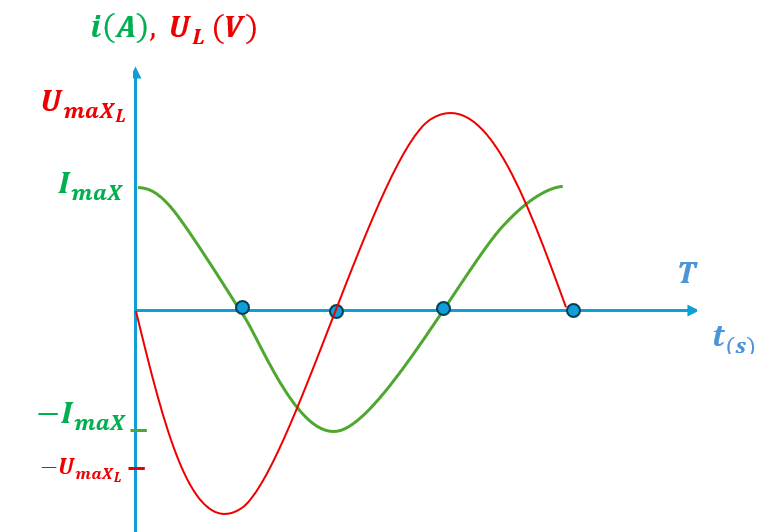 i(A), U_L (V)
U_maX_L
I_maX
T
t_(s)
−I_maX
−U_maX_L